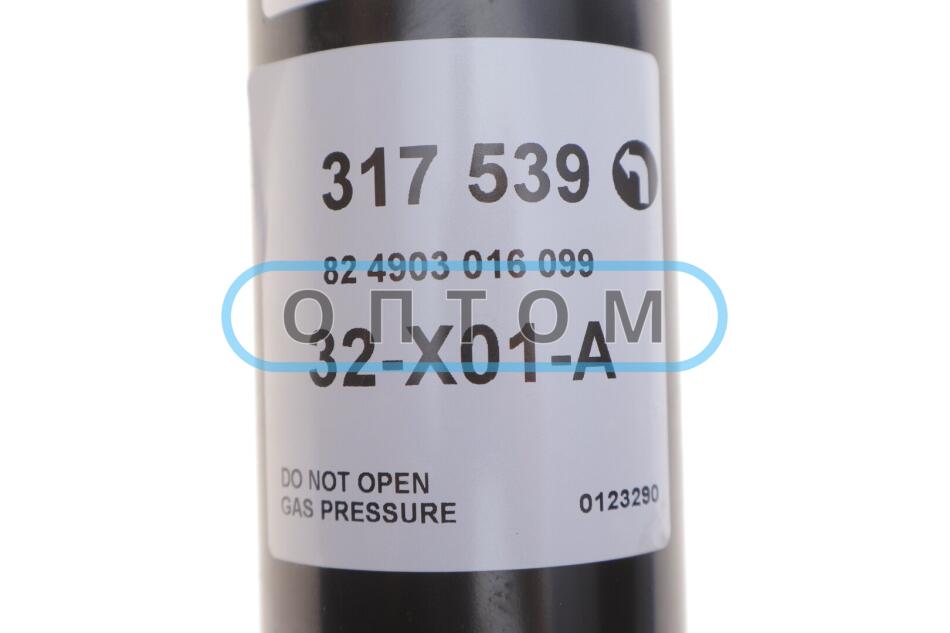 317 539
82 4903 016 099
ОПТОМ
32-X01-A
DO NOT OPEN
GAS PRESSURE
0123290